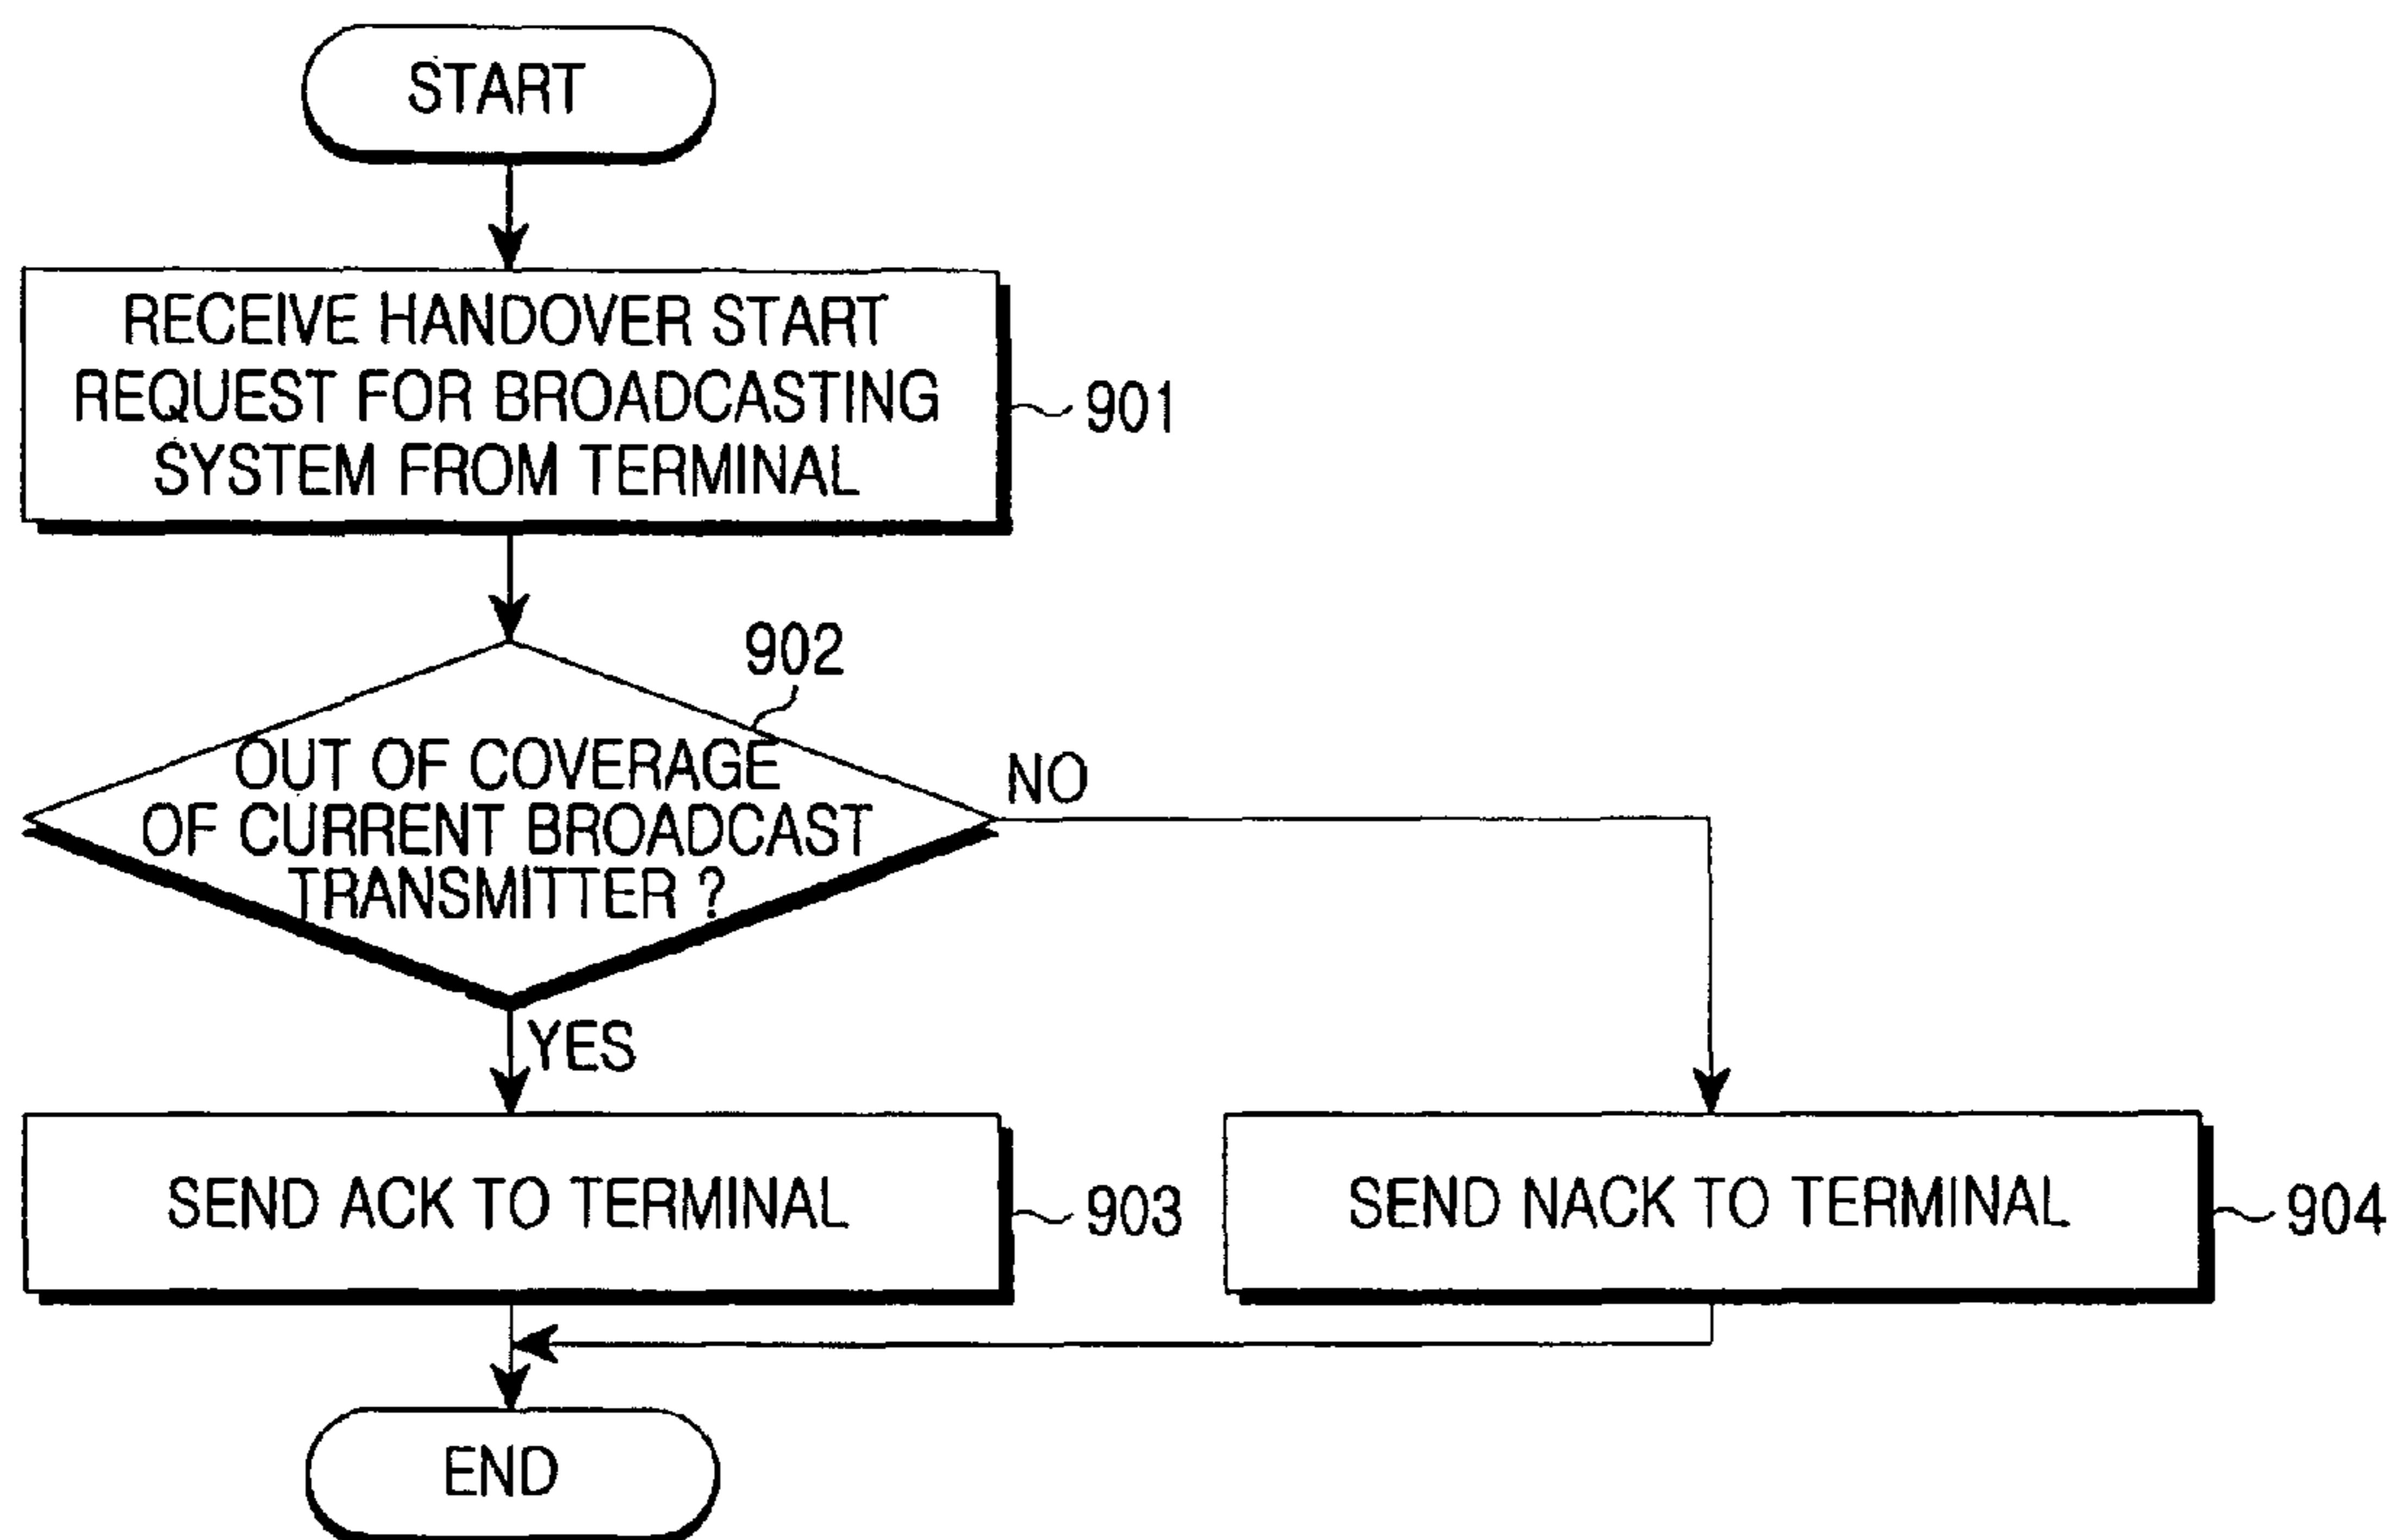 START
RECEIVE HANDOVER START
REQUEST FOR BROADCASTING
SYSTEM FROM TERMINAL
901
902
OUT OF COVERAGE
OF CURRENT BROADCAST
TRANSMITTER ?
NO
YES
SEND ACK TO TERMINAL
903
SEND NACK TO TERMINAL
904
END